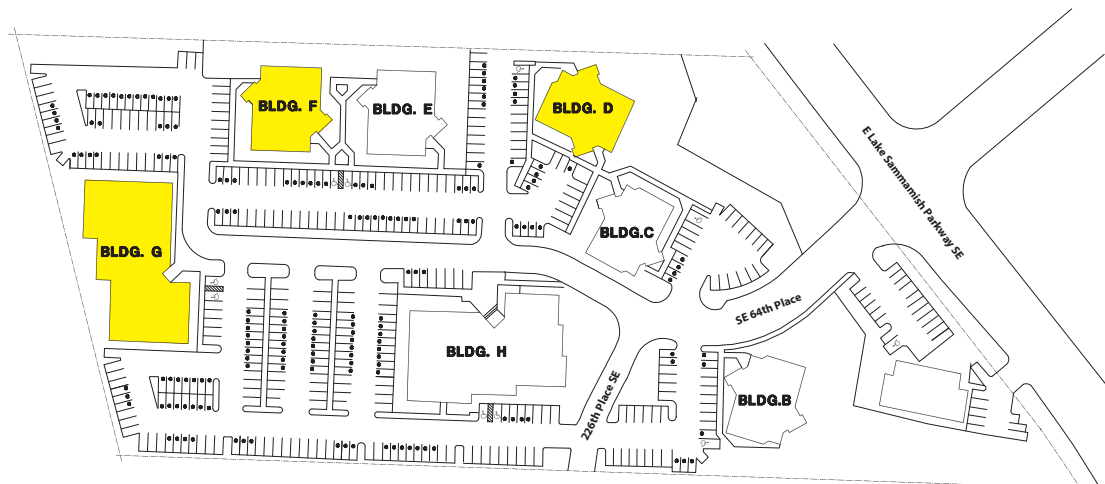 BLDG. F
BLDG. E
BLDG. D
E Lake Sammamish Parkway SE
BLDG.C
BLDG. G
SE 64th Place
BLDG. H
226th Place SE
BLDG.B